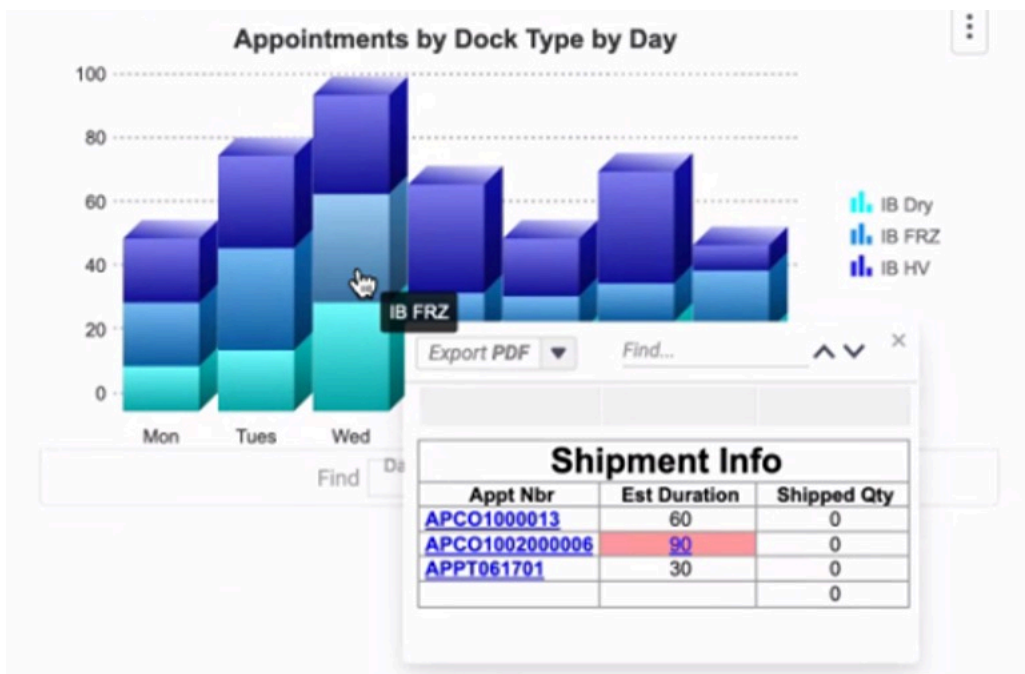 Appointments by Dock Type by Day
100
80
60
40
20
0
Mon Tues Wed
IB Dry
IB FRZ
IB HV
IB FRZ
Find Da
Export PDF Find...
Shipment Info
Appt Nbr Est Duration Shipped Qty
APCO1000013 60 0
APCO1002000006 90 0
APPT061701 30 0
0